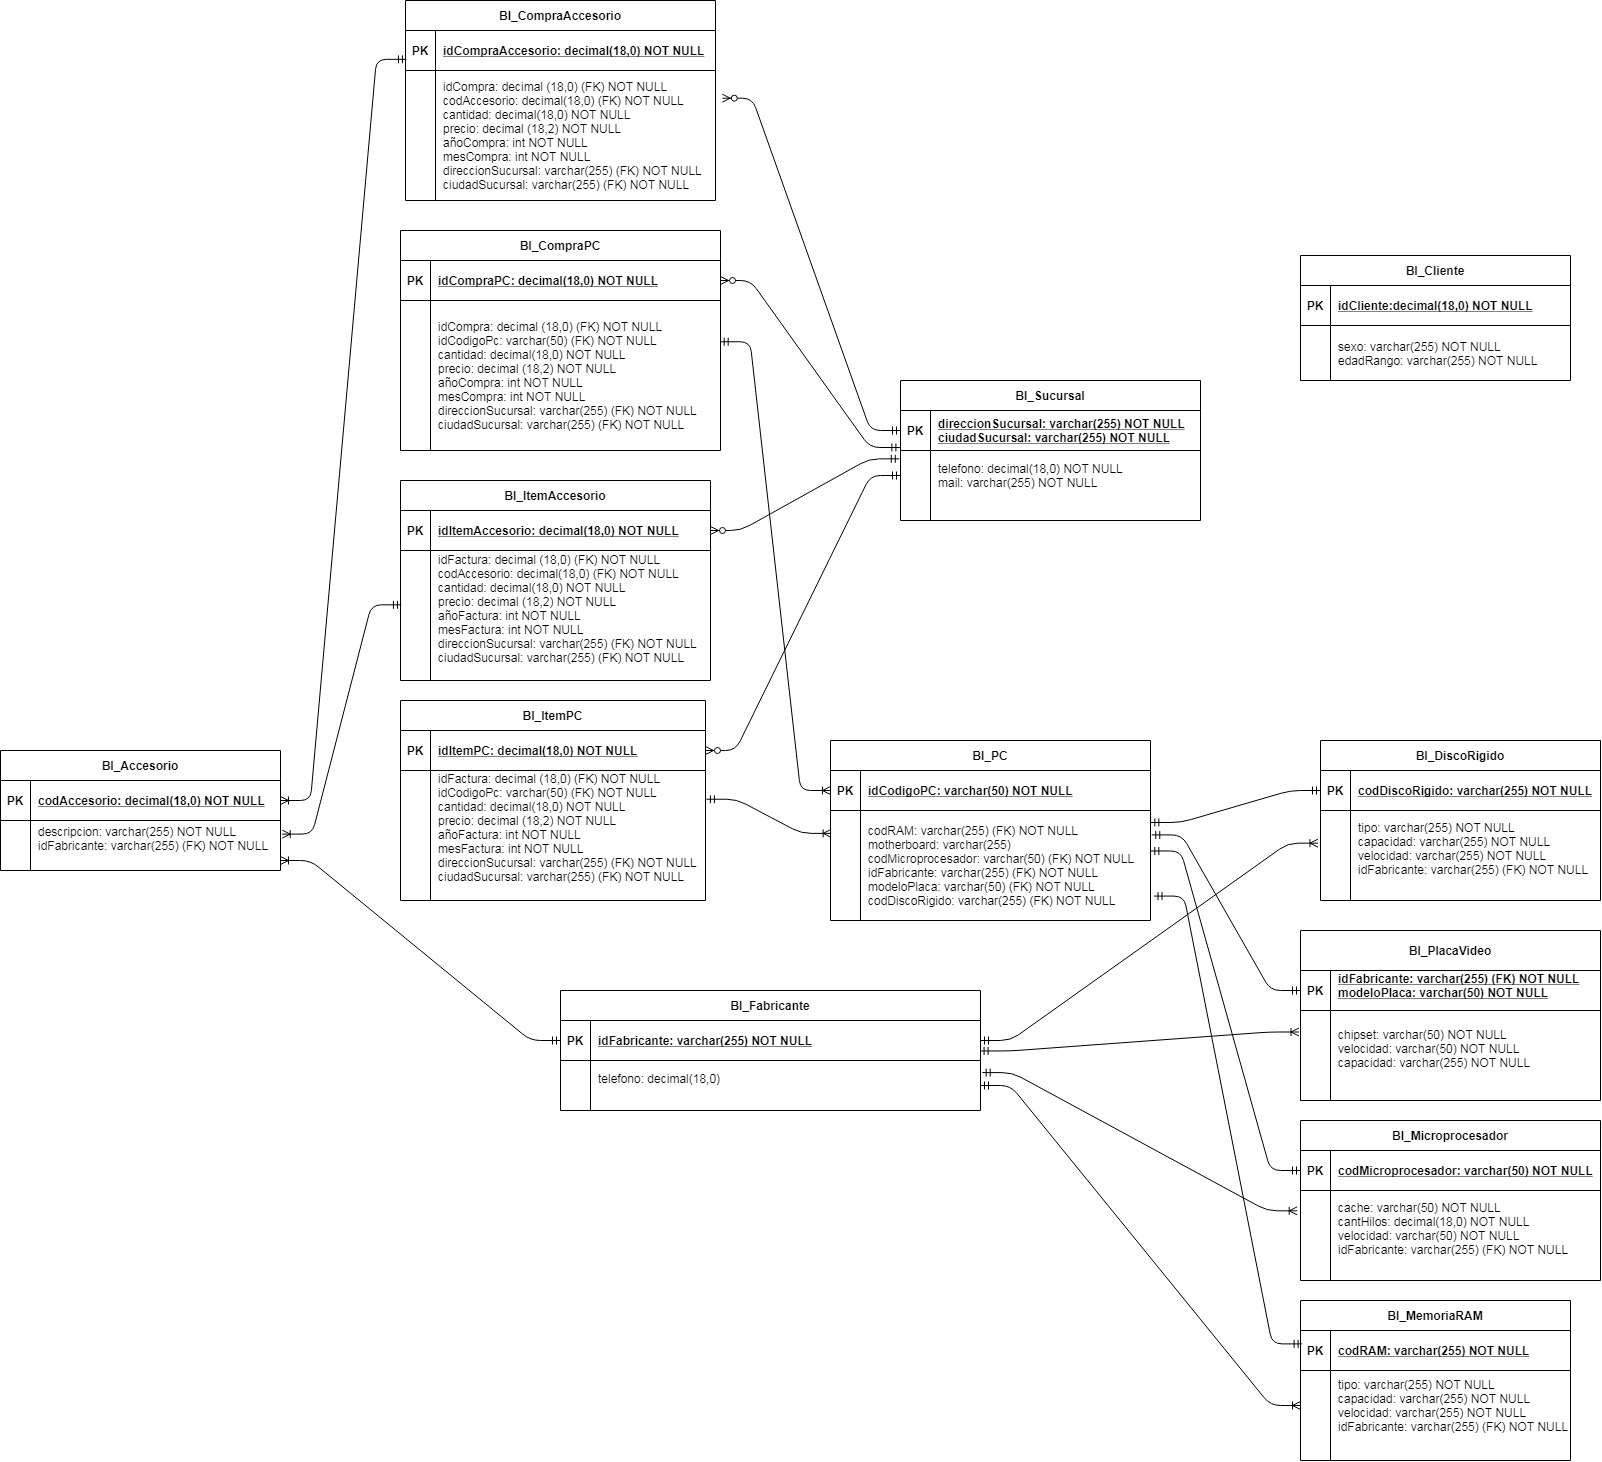 BI_CompraAccesorio
PK
idCompraAccesorio: decimal(18,0) NOT NULL
idCompra: decimal (18,0) (FK) NOT NULL
codAccesorio: decimal(18,0) (FK) NOT NULL
cantidad: decimal(18,0) NOT NULL
precio: decimal (18,2) NOT NULL
añoCompra: int NOT NULL
mesCompra: int NOT NULL
direccionSucursal: varchar(255) (FK) NOT NULL
ciudadSucursal: varchar(255) (FK) NOT NULL
BI_CompraPC
PK
idCompraPC: decimal(18,0) NOT NULL
idCompra: decimal (18,0) (FK) NOT NULL
idCodigoPc: varchar(50) (FK) NOT NULL
cantidad: decimal(18,0) NOT NULL
precio: decimal (18,2) NOT NULL
añoCompra: int NOT NULL
mesCompra: int NOT NULL
direccionSucursal: varchar(255) (FK) NOT NULL
ciudadSucursal: varchar(255) (FK) NOT NULL
BI_Cliente
PK
idCliente:decimal(18,0) NOT NULL
sexo: varchar(255) NOT NULL
edadRango: varchar(255) NOT NULL
BI_Sucursal
PK
direccionSucursal: varchar(255) NOT NULL
ciudadSucursal: varchar(255) NOT NULL
telefono: decimal(18,0) NOT NULL
mail: varchar(255) NOT NULL
BI_ItemAccesorio
PK
idItemAccesorio: decimal(18,0) NOT NULL
idFactura: decimal (18,0) (FK) NOT NULL
codAccesorio: decimal(18,0) (FK) NOT NULL
cantidad: decimal(18,0) NOT NULL
precio: decimal (18,2) NOT NULL
añoFactura: int NOT NULL
mesFactura: int NOT NULL
direccionSucursal: varchar(255) (FK) NOT NULL
ciudadSucursal: varchar(255) (FK) NOT NULL
BI_ItemPC
PK
idItemPC: decimal(18,0) NOT NULL
idFactura: decimal (18,0) (FK) NOT NULL
idCodigoPc: varchar(50) (FK) NOT NULL
cantidad: decimal(18,0) NOT NULL
precio: decimal (18,2) NOT NULL
añoFactura: int NOT NULL
mesFactura: int NOT NULL
direccionSucursal: varchar(255) (FK) NOT NULL
ciudadSucursal: varchar(255) (FK) NOT NULL
BI_Accesorio
PK
codAccesorio: decimal(18,0) NOT NULL
descripcion: varchar(255) NOT NULL
idFabricante: varchar(255) (FK) NOT NULL
BI_PC
PK
idCodigoPC: varchar(50) NOT NULL
codRAM: varchar(255) (FK) NOT NULL
motherboard: varchar(255)
codMicroprocesador: varchar(50) (FK) NOT NULL
idFabricante: varchar(255) (FK) NOT NULL
modeloPlaca: varchar(50) (FK) NOT NULL
codDiscoRigido: varchar(255) (FK) NOT NULL
BI_DiscoRigido
PK
codDiscoRigido: varchar(255) NOT NULL
tipo: varchar(255) NOT NULL
capacidad: varchar(255) NOT NULL
velocidad: varchar(255) NOT NULL
idFabricante: varchar(255) (FK) NOT NULL
BI_PlacaVideo
PK
idFabricante: varchar(255) (FK) NOT NULL
modeloPlaca: varchar(50) NOT NULL
chipset: varchar(50) NOT NULL
velocidad: varchar(50) NOT NULL
capacidad: varchar(255) NOT NULL
BI_Fabricante
PK
idFabricante: varchar(255) NOT NULL
telefono: decimal(18,0)
BI_Microprocesador
PK
codMicroprocesador: varchar(50) NOT NULL
cache: varchar(50) NOT NULL
cantHilos: decimal(18,0) NOT NULL
velocidad: varchar(50) NOT NULL
idFabricante: varchar(255) (FK) NOT NULL
BI_MemoriaRAM
PK
codRAM: varchar(255) NOT NULL
tipo: varchar(255) NOT NULL
capacidad: varchar(255) NOT NULL
velocidad: varchar(255) NOT NULL
idFabricante: varchar(255) (FK) NOT NULL